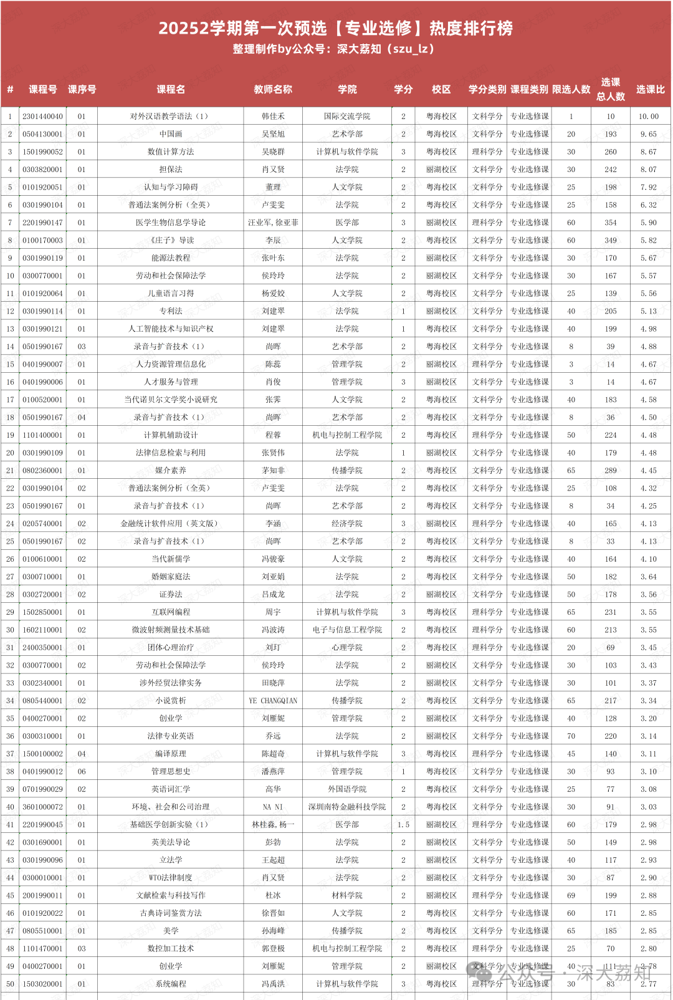 20252学期第一次预选【专业选修】热度排行榜
整理制作by公众号：深大荔知（szu_lz）
# 课程号 课序号 课程名 教师名称 学院 学分 校区 学分类别 课程类别 限选人数 选课总人数 选课比
1 2301440040 01 对外汉语教学语法（1） 韩佳禾 国际交流学院 2 粤海校区 文科学分 专业选修课 1 10 10.00
2 0504130001 01 中国画 吴坚旭 艺术学部 2 粤海校区 文科学分 专业选修课 20 193 9.65
3 1501990052 01 数值计算方法 吴晓群 计算机与软件学院 3 粤海校区 理科学分 专业选修课 30 260 8.67
4 0303820001 01 担保法 肖又贤 法学院 2 丽湖校区 文科学分 专业选修课 30 242 8.07
5 0101920051 01 认知与学习障碍 董理 人文学院 2 粤海校区 文科学分 专业选修课 25 198 7.92
6 0301990104 01 普通法案例分析（全英） 卢雯雯 法学院 2 粤海校区 文科学分 专业选修课 25 158 6.32
7 2201990147 01 医学生物信息学导论 汪业军,徐亚菲 医学部 3 丽湖校区 理科学分 专业选修课 60 354 5.90
8 0100170003 01 《庄子》导读 李辰 人文学院 2 粤海校区 文科学分 专业选修课 60 349 5.82
9 0301990119 01 能源法教程 张叶东 法学院 2 丽湖校区 文科学分 专业选修课 30 170 5.67
10 0300770001 01 劳动和社会保障法学 侯玲玲 法学院 2 丽湖校区 文科学分 专业选修课 30 167 5.57
11 0101920064 01 儿童语言习得 杨爱姣 人文学院 2 粤海校区 文科学分 专业选修课 25 139 5.56
12 0301990114 01 专利法 刘建翠 法学院 1 丽湖校区 文科学分 专业选修课 40 205 5.13
13 0301990121 01 人工智能技术与知识产权 刘建翠 法学院 1 粤海校区 文科学分 专业选修课 40 199 4.98
14 0501990167 03 录音与扩音技术（1） 尚晖 艺术学部 2 粤海校区 文科学分 专业选修课 8 39 4.88
15 0401990007 01 人力资源管理信息化 陈蕊 管理学院 2 丽湖校区 理科学分 专业选修课 3 14 4.67
16 0401990006 01 人才服务与管理 肖俊 管理学院 3 丽湖校区 文科学分 专业选修课 3 14 4.67
17 0100520001 01 当代诺贝尔文学奖小说研究 张霁 人文学院 2 粤海校区 文科学分 专业选修课 40 183 4.58
18 0501990167 04 录音与扩音技术（1） 尚晖 艺术学部 2 粤海校区 文科学分 专业选修课 8 36 4.50
19 1101400001 01 计算机辅助设计 程蓉 机电与控制工程学院 2 粤海校区 理科学分 专业选修课 50 224 4.48
20 0301990109 01 法律信息检索与利用 张贤伟 法学院 1 丽湖校区 文科学分 专业选修课 40 179 4.48
21 0802360001 01 媒介素养 茅知非 传播学院 2 粤海校区 文科学分 专业选修课 65 289 4.45
22 0301990104 02 普通法案例分析（全英） 卢雯雯 法学院 2 粤海校区 文科学分 专业选修课 25 108 4.32
23 0501990167 01 录音与扩音技术（1） 尚晖 艺术学部 2 粤海校区 文科学分 专业选修课 8 34 4.25
24 0205740001 02 金融统计软件应用（英文版） 李涵 经济学院 3 丽湖校区 理科学分 专业选修课 40 165 4.13
25 0501990167 02 录音与扩音技术（1） 尚晖 艺术学部 2 粤海校区 文科学分 专业选修课 8 33 4.13
26 0100610001 02 当代新儒学 冯骏豪 人文学院 2 粤海校区 文科学分 专业选修课 40 164 4.10
27 0300710001 01 婚姻家庭法 刘亚娟 法学院 2 丽湖校区 文科学分 专业选修课 50 182 3.64
28 0302720001 02 证券法 吕成龙 法学院 2 丽湖校区 文科学分 专业选修课 50 178 3.56
29 1502850001 01 互联网编程 周宇 计算机与软件学院 3 粤海校区 理科学分 专业选修课 65 231 3.55
30 1602110001 02 微波射频测量技术基础 冯波涛 电子与信息工程学院 2 粤海校区 理科学分 专业选修课 60 213 3.55
31 2400350001 01 团体心理治疗 刘玎 心理学院 2 粤海校区 理科学分 专业选修课 20 69 3.45
32 0300770001 02 劳动和社会保障法学 侯玲玲 法学院 2 丽湖校区 文科学分 专业选修课 30 103 3.43
33 0302340001 01 涉外经贸法律实务 田晓萍 法学院 2 丽湖校区 文科学分 专业选修课 30 101 3.37
34 0805440001 02 小说赏析 YE CHANGQIAN 传播学院 2 粤海校区 文科学分 专业选修课 65 217 3.34
35 0400270001 02 创业学 刘雁妮 管理学院 2 丽湖校区 文科学分 专业选修课 40 128 3.20
36 0300310001 01 法律专业英语 乔远 法学院 2 丽湖校区 文科学分 专业选修课 70 220 3.14
37 1500100002 04 编译原理 陈超奇 计算机与软件学院 3 粤海校区 理科学分 专业选修课 45 140 3.11
38 0401990012 06 管理思想史 潘燕萍 管理学院 1 粤海校区 文科学分 专业选修课 30 93 3.10
39 0701990029 02 英语词汇学 高华 外国语学院 2 粤海校区 文科学分 专业选修课 25 77 3.08
40 3601000072 01 环境、社会和公司治理 NA NI 深圳南特金融科技学院 2 粤海校区 文科学分 专业选修课 30 91 3.03
41 2201990045 01 基础医学创新实验（1） 林桂淼,杨一 医学部 1.5 丽湖校区 理科学分 专业选修课 60 179 2.98
42 0301690001 01 英美法导论 彭勃 法学院 2 丽湖校区 文科学分 专业选修课 50 149 2.98
43 0301990096 01 立法学 王起超 法学院 2 丽湖校区 文科学分 专业选修课 40 117 2.93
44 0300010001 01 WTO法律制度 肖又贤 法学院 2 丽湖校区 文科学分 专业选修课 30 87 2.90
45 2001990011 01 文献检索与科技写作 杜冰 材料学院 2 丽湖校区 理科学分 专业选修课 69 199 2.88
46 0101920022 01 古典诗词鉴赏方法 徐晋如 人文学院 2 粤海校区 文科学分 专业选修课 60 171 2.85
47 0805510001 01 美学 孙海峰 传播学院 2 粤海校区 文科学分 专业选修课 65 185 2.85
48 1101470001 03 数控加工技术 郭登极 机电与控制工程学院 2 粤海校区 理科学分 专业选修课 25 70 2.80
49 0400270001 01 创业学 刘雁妮 管理学院 2 丽湖校区 文科学分 专业选修课 40 111 2.78
50 1503020001 01 系统编程 冯禹洪 计算机与软件学院 3 粤海校区 理科学分 专业选修课 30 83 2.77
公众号·深大荔知